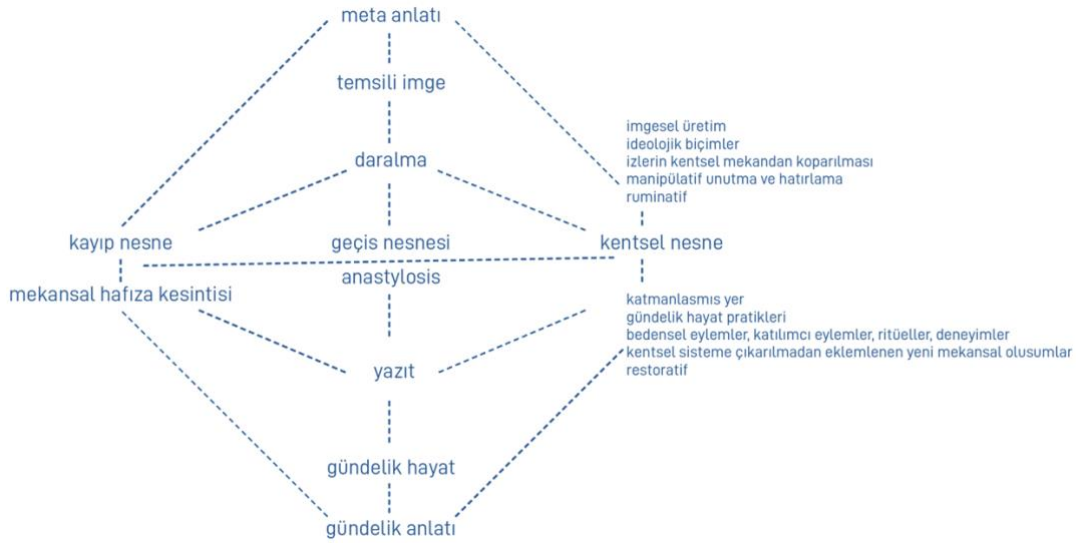 meta anlatı
temsili imge
daralma
imgesel üretim
ideolojik biçimler
izlerin kentsel mekandan koparılması
manipülatif unutma ve hatırlama
ruminatif
kayıp nesne
geçis nesnesi
kentsel nesne
anastylosis
mekansal hafıza kesintisi
katmanlasmıs yer
gündelik hayat pratikleri
bedensel eylemler, katılımcı eylemler, ritüeller, deneyimler
kentsel sisteme çıkarılmadan eklemlenen yeni mekansal olusumlar
restoratif
yazıt
gündelik hayat
gündelik anlatı